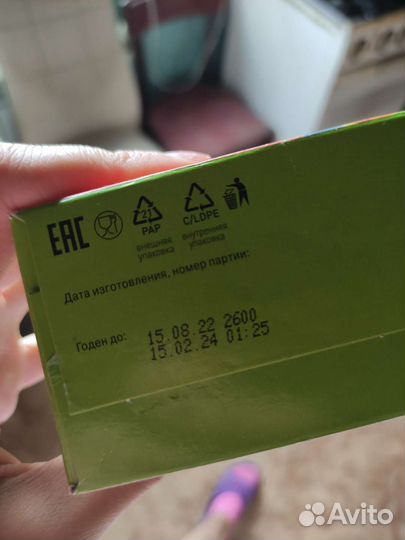 EAC
21
PAP
внешняя
упаковка
C/LDPE
внутренняя
упаковка
Дата изготовления, номер партии:
Годен до:
15.08.22 2600
15.02.24 01:25
Avito